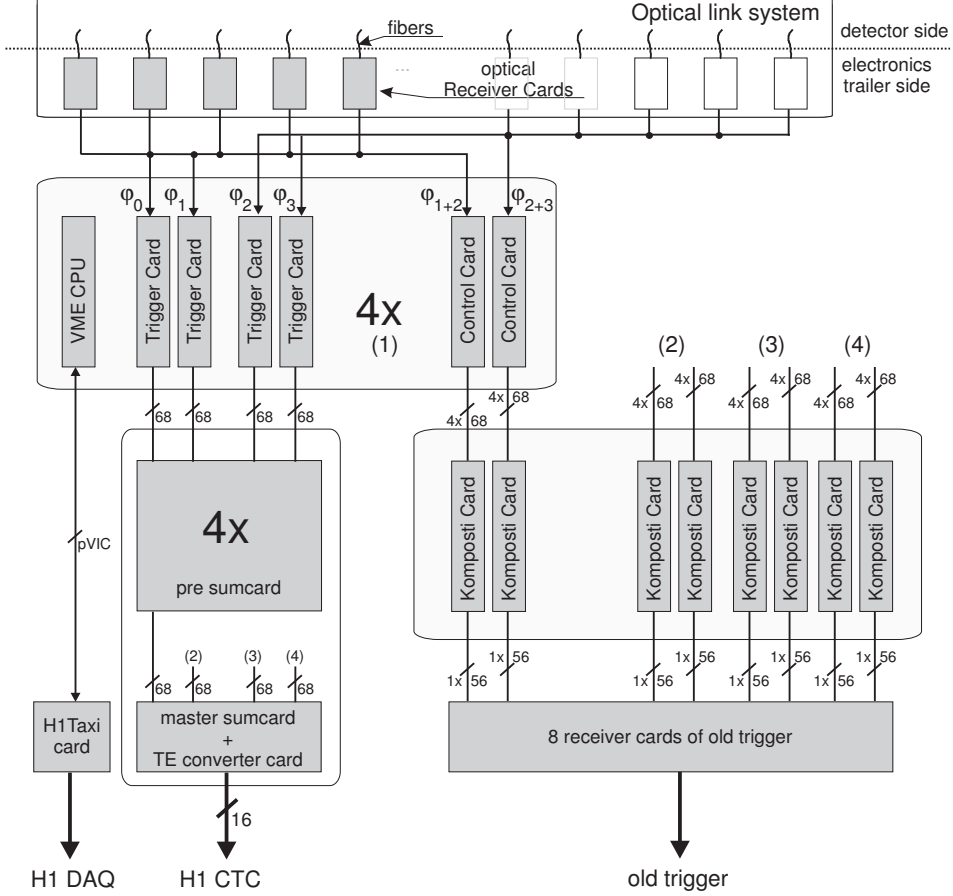 Optical link system
detector side
fibers
electronics
trailer side
...
optical
Receiver Cards
φ0
φ1
φ2
φ3
φ1+2
φ2+3
VME CPU
Trigger Card
Trigger Card
Trigger Card
Trigger Card
4x
(1)
Control Card
Control Card
(2)
(3)
(4)
68
68
68
68
4x 68
4x 68
4x 68
4x 68
4x 68
4x 68
4x 68
4x 68
4x
pre sumcard
Komposti Card
Komposti Card
Komposti Card
Komposti Card
Komposti Card
Komposti Card
Komposti Card
Komposti Card
pVIC
(2)
(3)
(4)
68
68
68
68
1x 56
1x 56
1x 56
1x 56
1x 56
1x 56
1x 56
1x 56
H1Taxi
card
master sumcard
+
TE converter card
8 receiver cards of old trigger
16
H1 DAQ
H1 CTC
old trigger